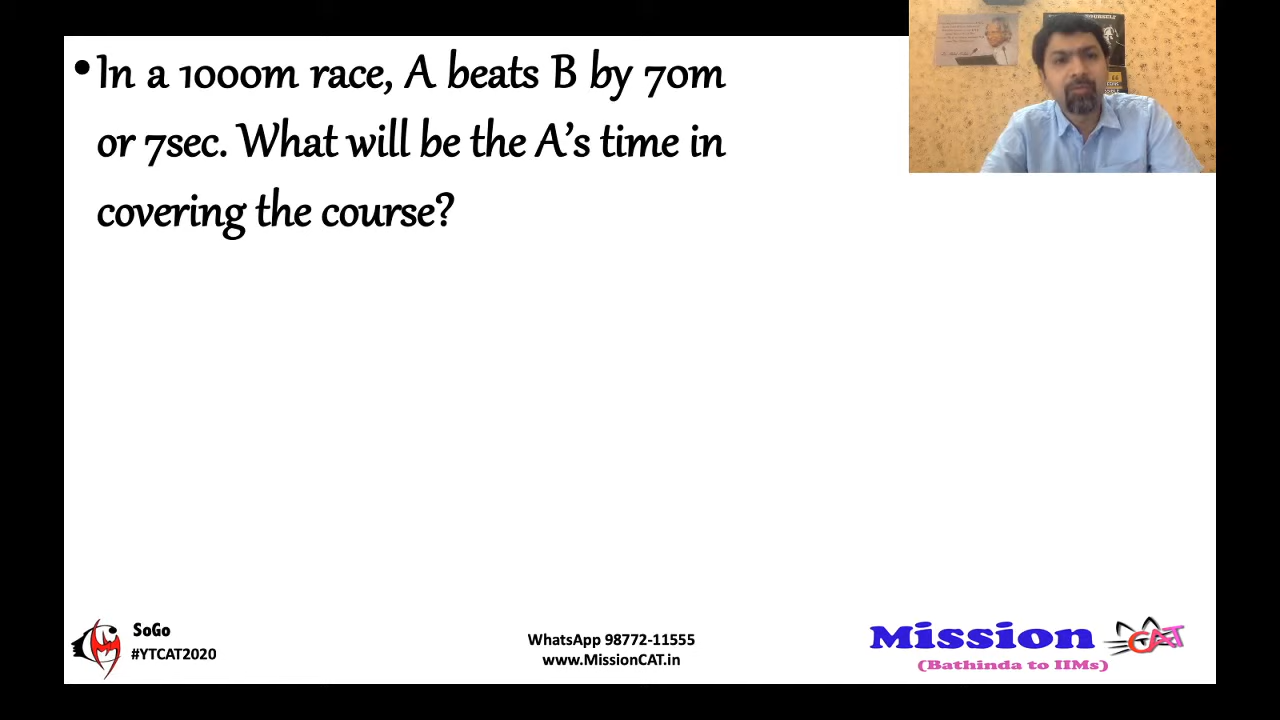 •In a 1000m race, A beats B by 70m
or 7sec. What will be the A's time in
covering the course?
SoGo
#YTCAT2020
WhatsApp 98772-11555
www.MissionCAT.in
Mission CAT
(Bathinda to IIMs)